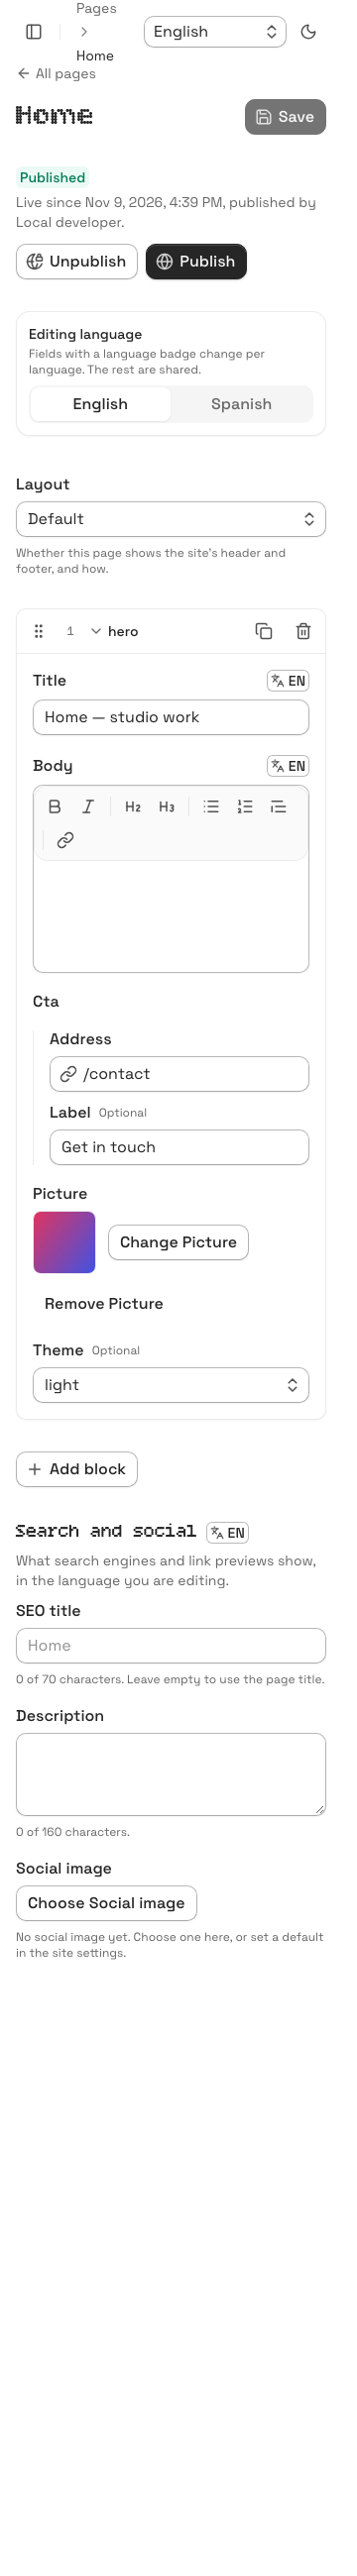 Pages
English
Home
All pages
Home
Save
Published
Live since Nov 9, 2026, 4:39 PM, published by
Local developer.
Unpublish
Publish
Editing language
Fields with a language badge change per
language. The rest are shared.
English
Spanish
Layout
Default
Whether this page shows the site's header and
footer, and how.
1
hero
Title
EN
Home — studio work
Body
EN
B
I
H2
H3
Cta
Address
/contact
Label Optional
Get in touch
Picture
Change Picture
Remove Picture
Theme Optional
light
Add block
Search and social
EN
What search engines and link previews show,
in the language you are editing.
SEO title
Home
0 of 70 characters. Leave empty to use the page title.
Description
0 of 160 characters.
Social image
Choose Social image
No social image yet. Choose one here, or set a default
in the site settings.